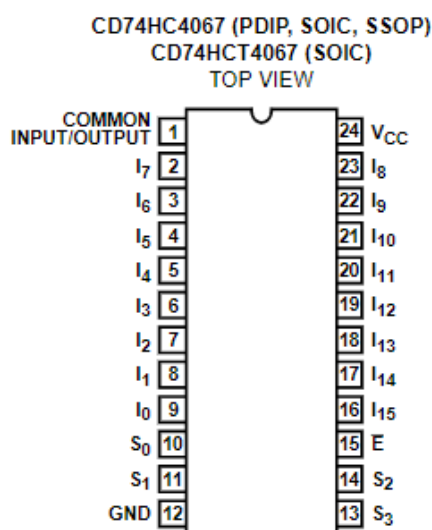 CD74HC4067 (PDIP, SOIC, SSOP)
CD74HCT4067 (SOIC)
TOP VIEW
COMMON
INPUT/OUTPUT 1 24 VCC
I7 2 23 I8
I6 3 22 I9
I5 4 21 I10
I4 5 20 I11
I3 6 19 I12
I2 7 18 I13
I1 8 17 I14
I0 9 16 I15
S0 10 15 E
S1 11 14 S2
GND 12 13 S3